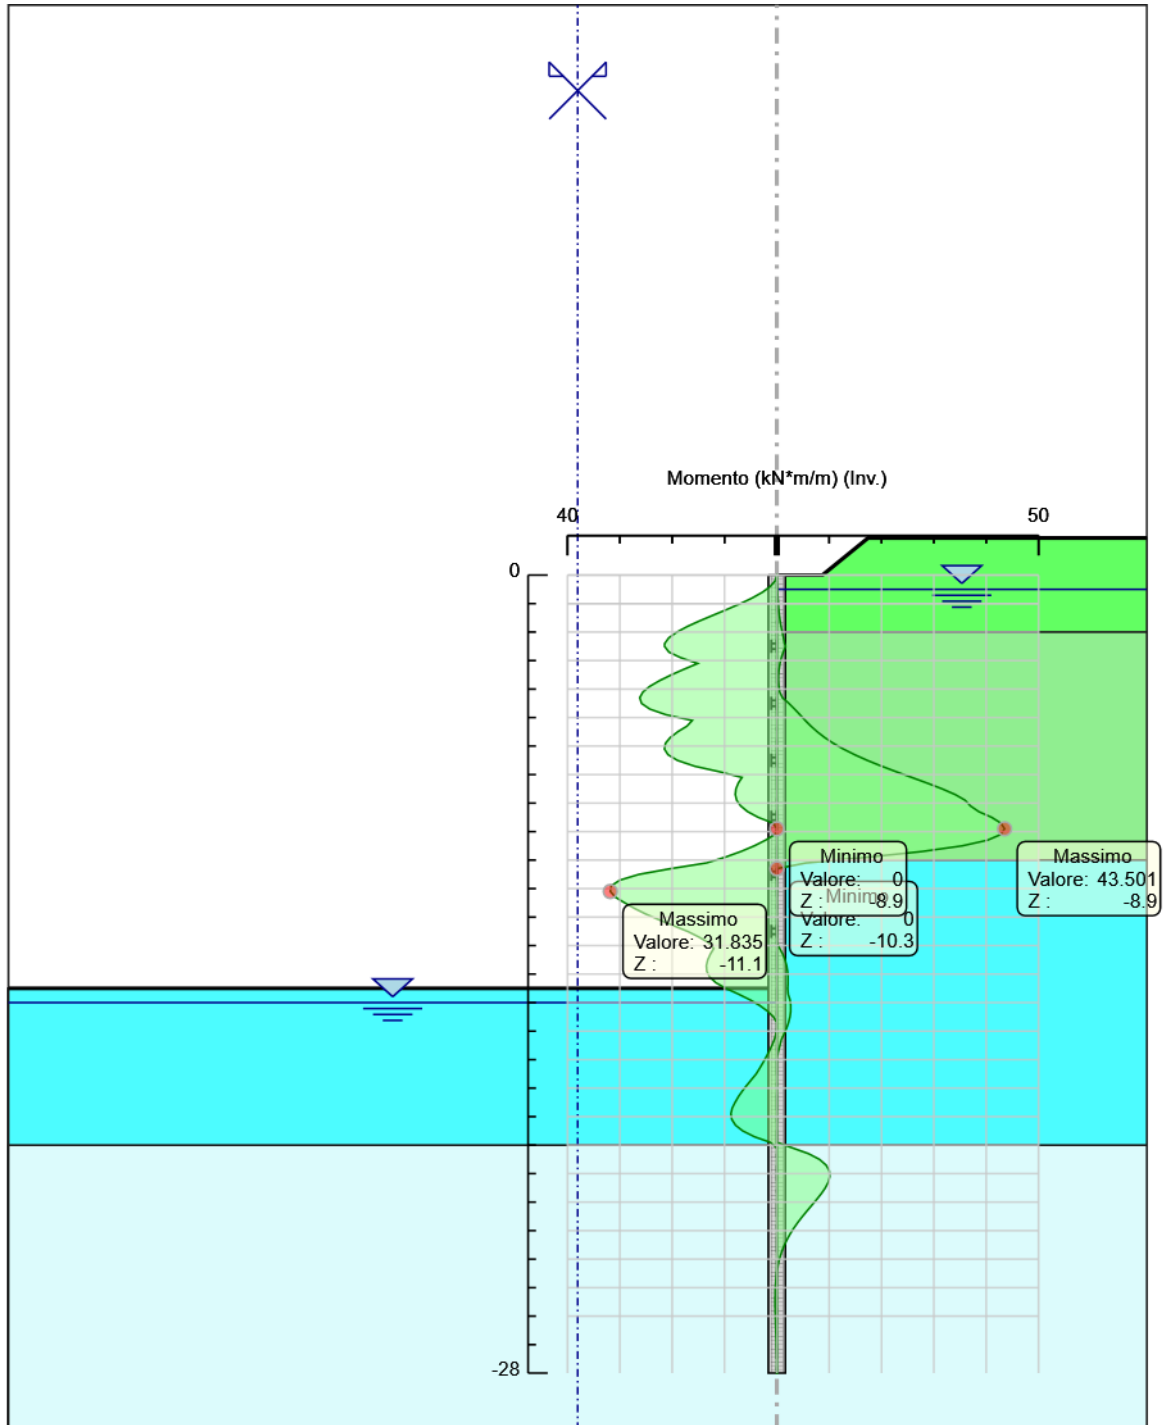 Momento (kN*m/m) (Inv.)
40
50
0
Minimo
Valore: 0
Z : -8.9
Massimo
Valore: 43.501
Z : -8.9
Minimo
Valore: 0
Z : -10.3
Massimo
Valore: 31.835
Z : -11.1
-28